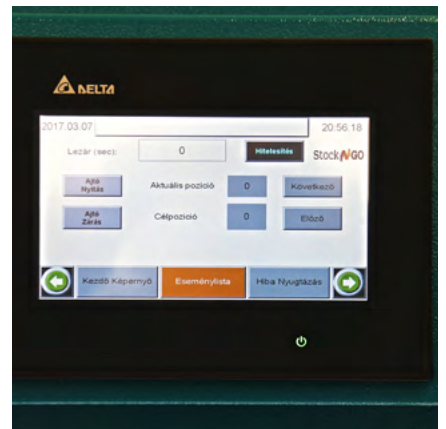 DELTA
2017.03.07 20:56:18
Lezár (sec): 0 Hitelesítés StockNGO
Ajtó
Nyitás
Aktuális pozíció 0 Következő
Ajtó
Zárás
Célpozíció 0 Előző
Kezdő Képernyő Eseménylista Hiba Nyugtázás